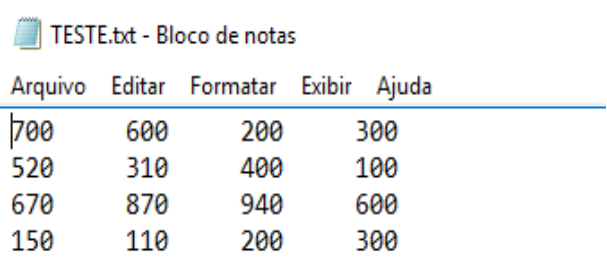 TESTE.txt - Bloco de notas
Arquivo Editar Formatar Exibir Ajuda
700 600 200 300
520 310 400 100
670 870 940 600
150 110 200 300